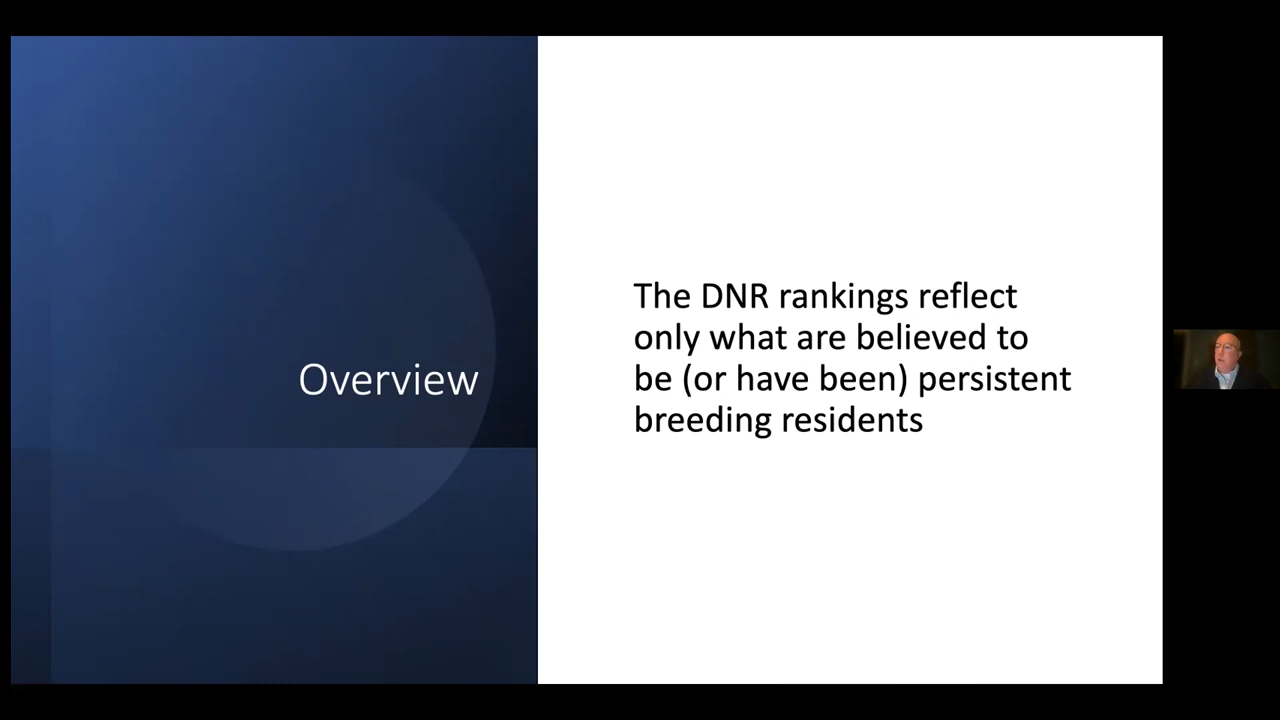 Overview
The DNR rankings reflect
only what are believed to
be (or have been) persistent
breeding residents